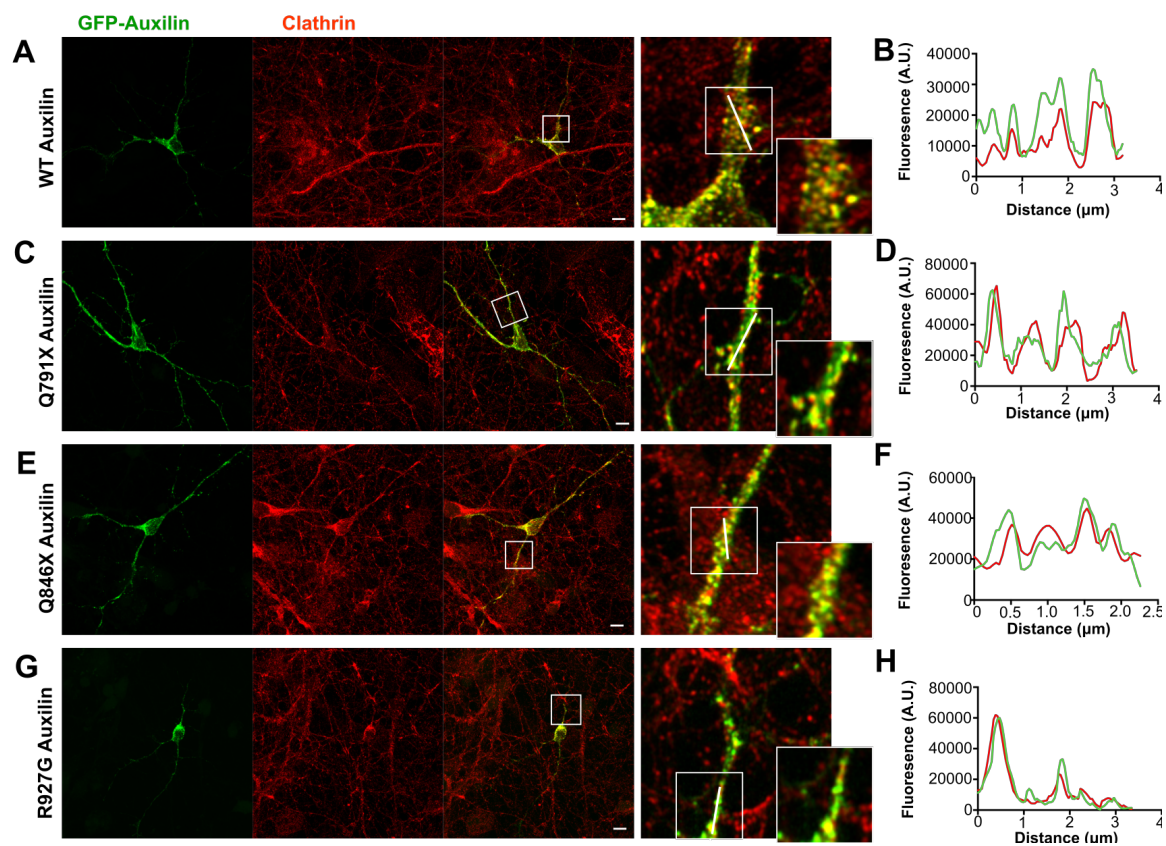 GFP-Auxilin Clathrin
A
WT Auxilin
B
Fluoresence (A.U.)
40000
30000
20000
10000
0
0 1 2 3 4
Distance (µm)
C
Q791X Auxilin
D
Fluoresence (A.U.)
80000
60000
40000
20000
0
0 1 2 3 4
Distance (µm)
E
Q846X Auxilin
F
Fluoresence (A.U.)
60000
40000
20000
0
0 0.5 1.0 1.5 2.0 2.5
Distance (µm)
G
R927G Auxilin
H
Fluoresence (A.U.)
80000
60000
40000
20000
0
0 1 2 3 4
Distance (µm)